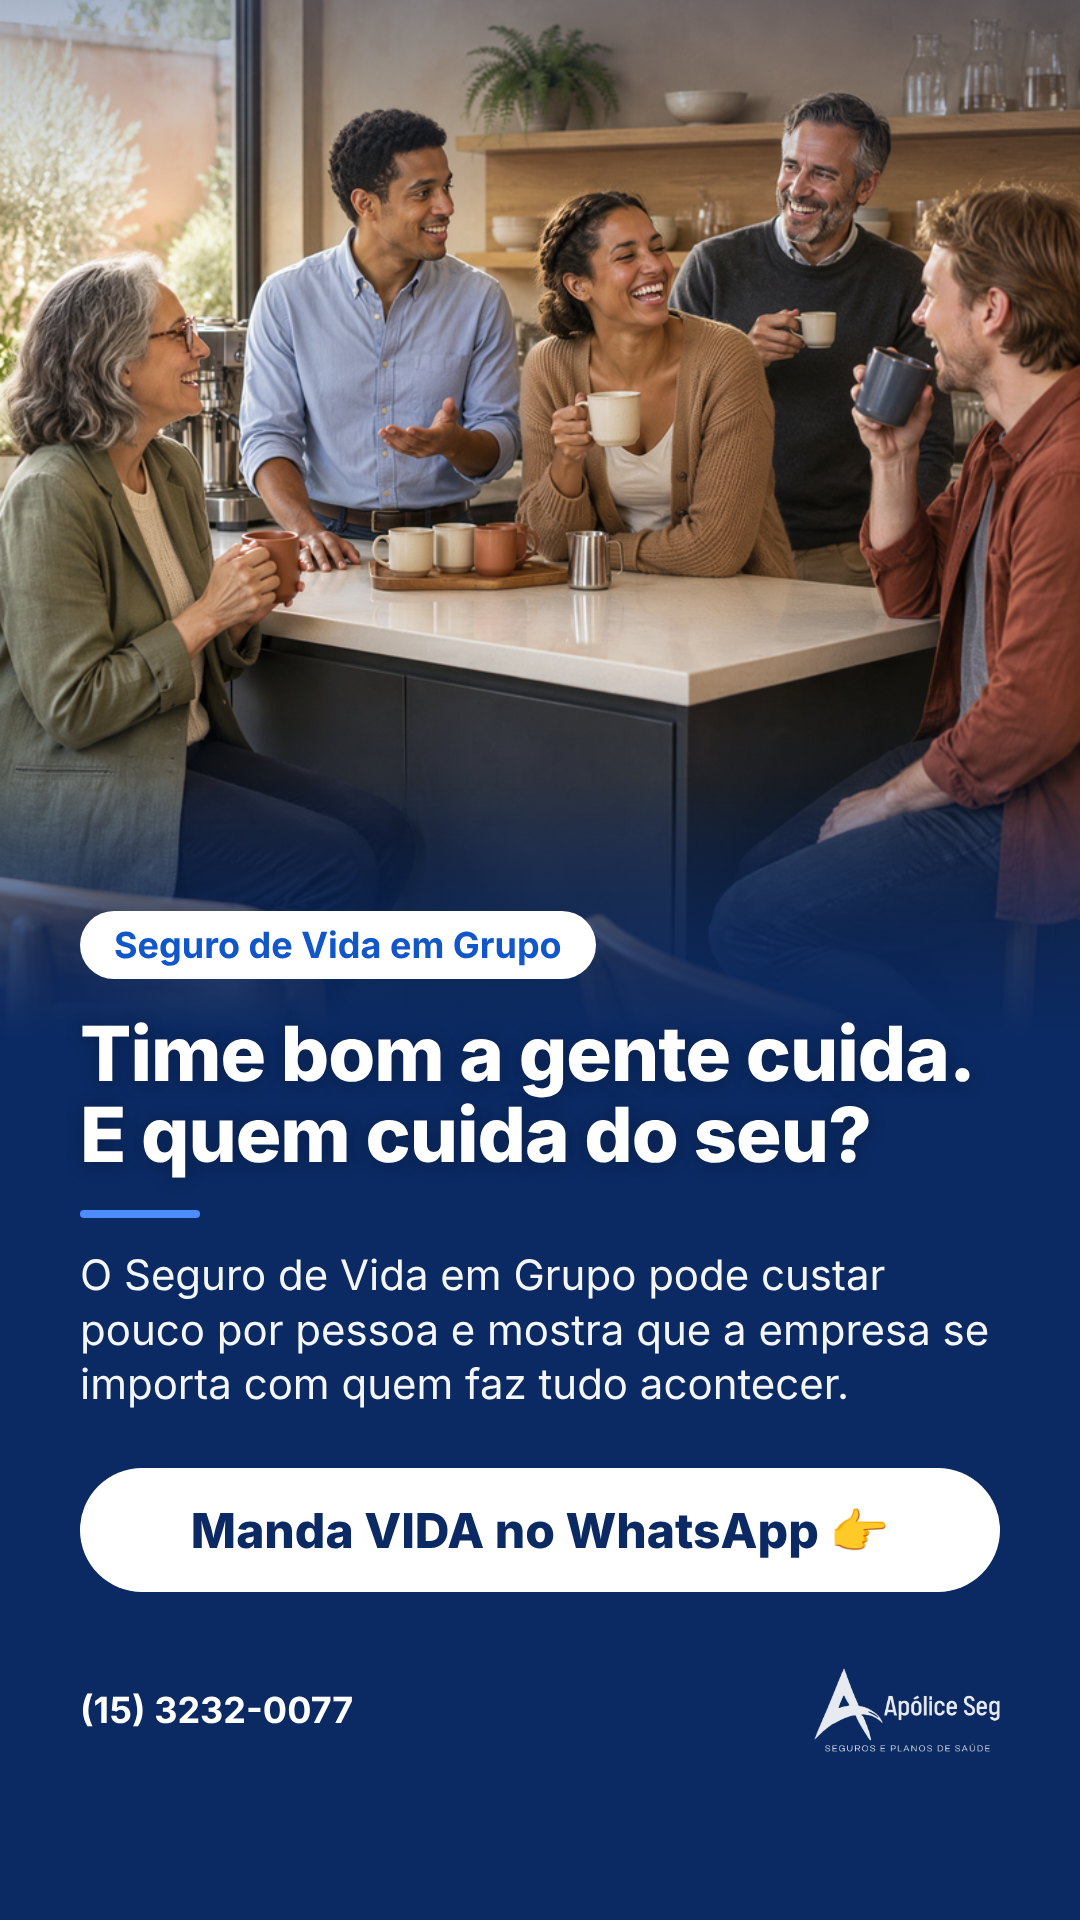 Seguro de Vida em Grupo
Time bom a gente cuida.
E quem cuida do seu?
O Seguro de Vida em Grupo pode custar
pouco por pessoa e mostra que a empresa se
importa com quem faz tudo acontecer.
Manda VIDA no WhatsApp 👉
(15) 3232-0077
Apólice Seg
SEGUROS E PLANOS DE SAÚDE